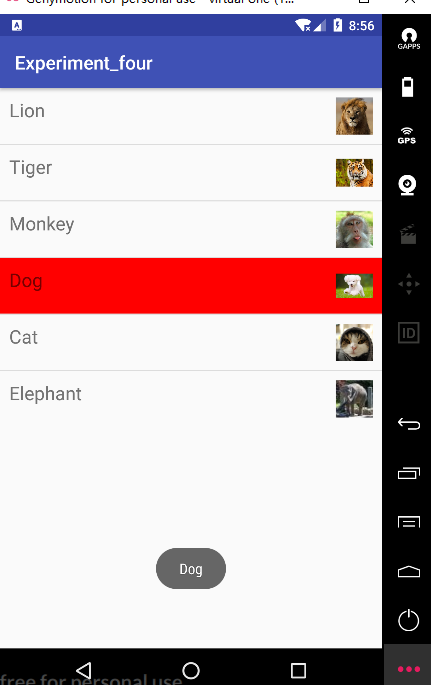 Genymotion for personal use - Virtual one (1...
8:56
GAPPS
Experiment_four
Lion
Tiger
GPS
Monkey
Dog
ID
Cat
Elephant
Dog
free for personal use